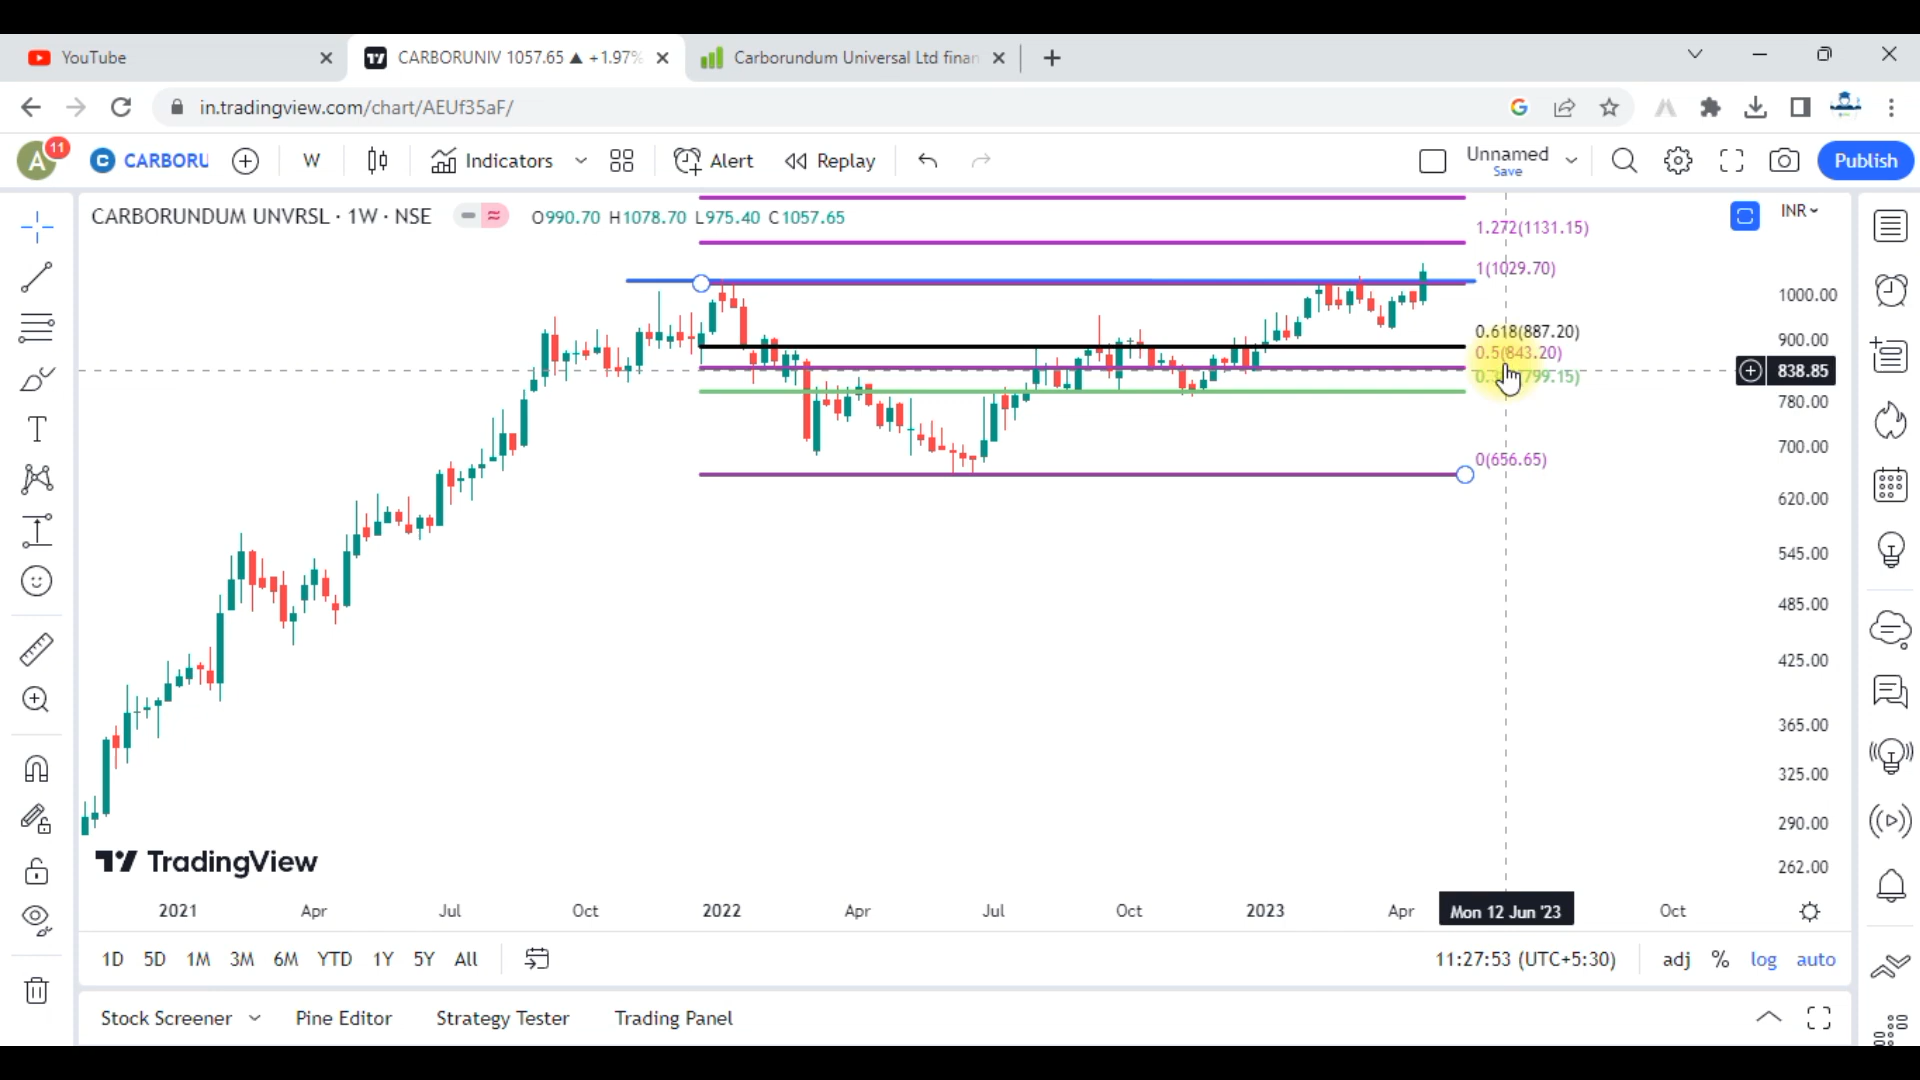 YouTube
CARBORUNIV 1057.65 ▲ +1.97%
Carborundum Universal Ltd finan
in.tradingview.com/chart/AEUf35aF/
A
11
C CARBORU
W
Indicators
Alert
Replay
Unnamed
Save
Publish
CARBORUNDUM UNVRSL · 1W · NSE
O990.70 H1078.70 L975.40 C1057.65
INR
1.272(1131.15)
1(1029.70)
0.618(887.20)
0.5(843.20)
799.15)
0(656.65)
1000.00
900.00
838.85
780.00
700.00
620.00
545.00
485.00
425.00
365.00
325.00
290.00
262.00
TradingView
2021
Apr
Jul
Oct
2022
Apr
Jul
Oct
2023
Apr
Mon 12 Jun '23
Oct
1D
5D
1M
3M
6M
YTD
1Y
5Y
All
11:27:53 (UTC+5:30)
adj
%
log
auto
Stock Screener
Pine Editor
Strategy Tester
Trading Panel